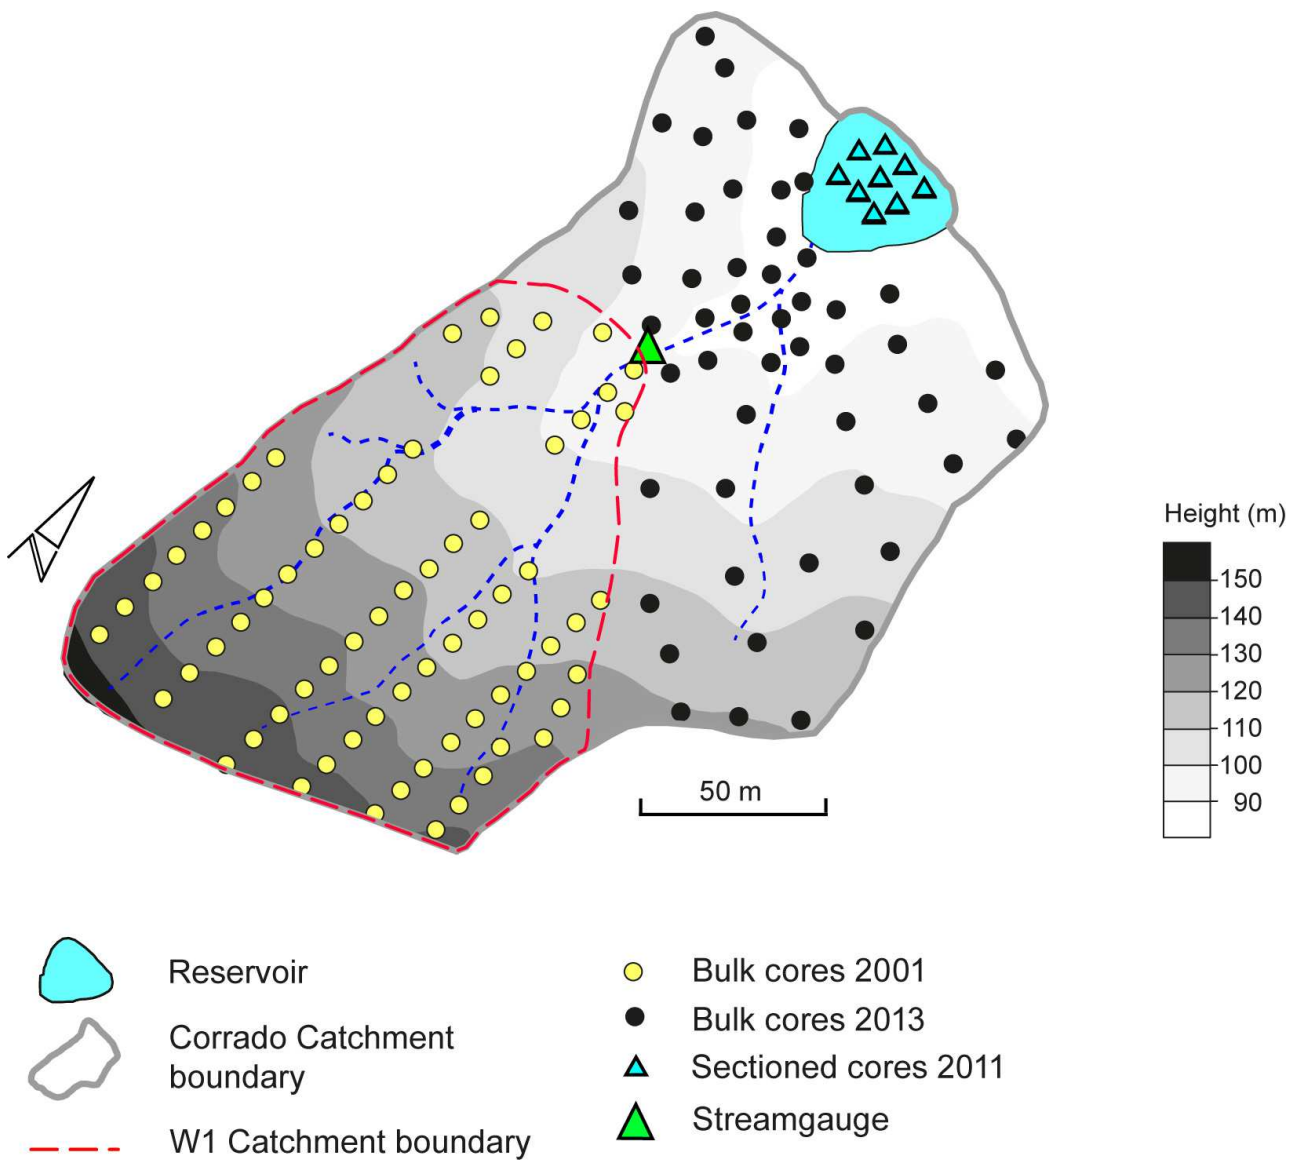 Height (m)
150
140
130
120
110
100
90
50 m
Reservoir
Corrado Catchment
boundary
W1 Catchment boundary
Bulk cores 2001
Bulk cores 2013
Sectioned cores 2011
Streamgauge